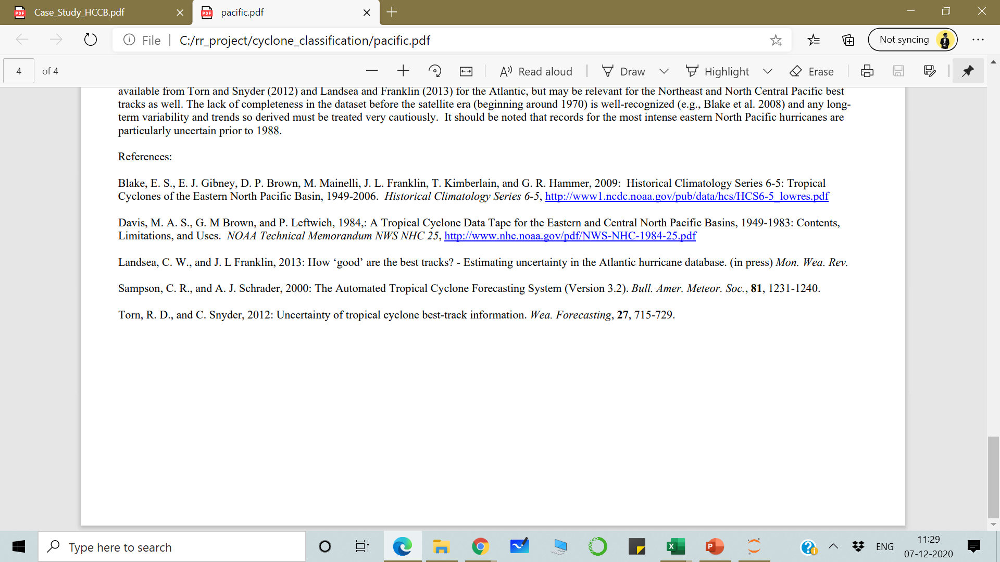 Case_Study_HCCB.pdf
pacific.pdf
File
C:/rr_project/cyclone_classification/pacific.pdf
Not syncing
4
of 4
Read aloud
Draw
Highlight
Erase
available from Torn and Snyder (2012) and Landsea and Franklin (2013) for the Atlantic, but may be relevant for the Northeast and North Central Pacific best
tracks as well. The lack of completeness in the dataset before the satellite era (beginning around 1970) is well-recognized (e.g., Blake et al. 2008) and any long-
term variability and trends so derived must be treated very cautiously.  It should be noted that records for the most intense eastern North Pacific hurricanes are
particularly uncertain prior to 1988.
References:
Blake, E. S., E. J. Gibney, D. P. Brown, M. Mainelli, J. L. Franklin, T. Kimberlain, and G. R. Hammer, 2009:  Historical Climatology Series 6-5: Tropical
Cyclones of the Eastern North Pacific Basin, 1949-2006.  Historical Climatology Series 6-5, http://www1.ncdc.noaa.gov/pub/data/hcs/HCS6-5_lowres.pdf
Davis, M. A. S., G. M Brown, and P. Leftwich, 1984,: A Tropical Cyclone Data Tape for the Eastern and Central North Pacific Basins, 1949-1983: Contents,
Limitations, and Uses.  NOAA Technical Memorandum NWS NHC 25, http://www.nhc.noaa.gov/pdf/NWS-NHC-1984-25.pdf
Landsea, C. W., and J. L Franklin, 2013: How ‘good’ are the best tracks? - Estimating uncertainty in the Atlantic hurricane database. (in press) Mon. Wea. Rev.
Sampson, C. R., and A. J. Schrader, 2000: The Automated Tropical Cyclone Forecasting System (Version 3.2). Bull. Amer. Meteor. Soc., 81, 1231-1240.
Torn, R. D., and C. Snyder, 2012: Uncertainty of tropical cyclone best-track information. Wea. Forecasting, 27, 715-729.
Type here to search
ENG
11:29
07-12-2020